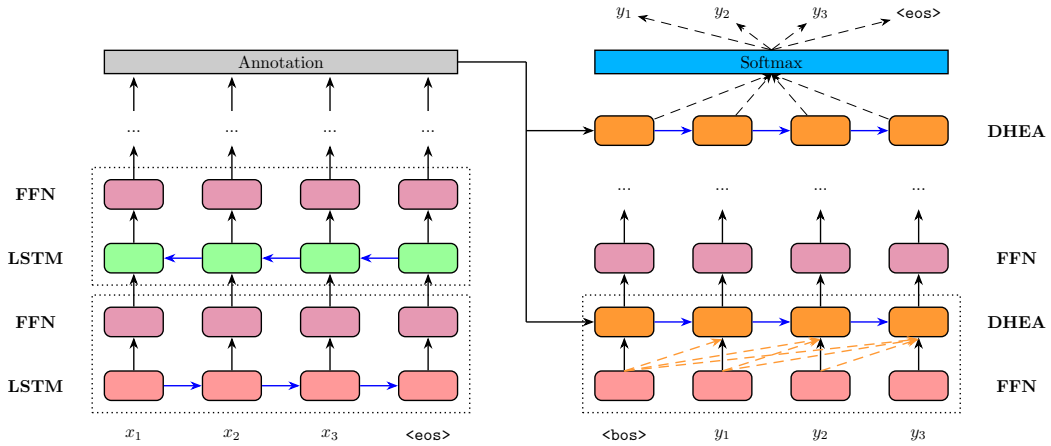 y1 y2 y3 <eos>
Annotation
Softmax
... ... ... ...
DHEA
FFN
... ... ... ...
LSTM
FFN
FFN
DHEA
LSTM
FFN
x1 x2 x3 <eos>
<bos> y1 y2 y3